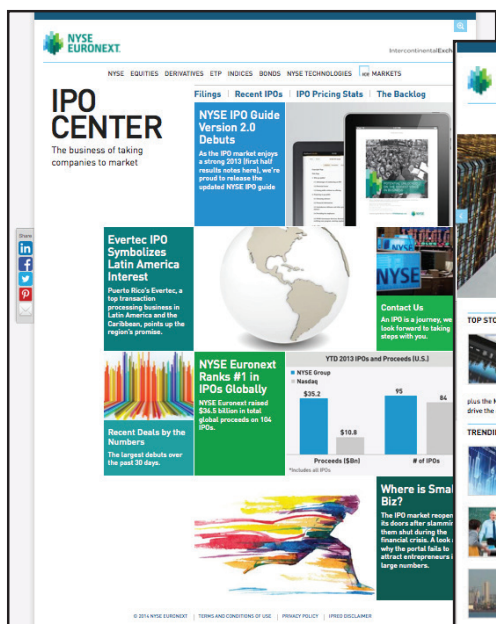 NYSE
EURONEXT.
NYSE EQUITIES DERIVATIVES ETP INDICES BONDS NYSE TECHNOLOGIES MARKETS
IPO
CENTER
The business of taking
companies to market
Filings | Recent IPOs | IPO Pricing Stats | The Backlog
NYSE IPO Guide
Version 2.0
Debuts
As the IPO market enjoys
a strong 2013 (first half
results notes here), we're
proud to release the
updated NYSE IPO guide
Share
Evertec IPO
Symbolizes
Latin America
Interest
Puerto Rico's Evertec, a
top transaction
processing business in
Latin America and the
Caribbean, points up the
region's promise.
NYSE
Contact Us
An IPO is a journey, we
look forward to taking
steps with you.
Recent Deals by the
Numbers
The largest debuts over
the past 30 days.
NYSE Euronext
Ranks #1 in
IPOs Globally
NYSE Euronext raised
$36.5 billion in total
global proceeds on 104
IPOs.
YTD 2013 IPOs and Proceeds (U.S.)
NYSE Group
Nasdaq
$35.2
$10.8
95
84
Proceeds ($Bn)
# of IPOs
*Includes all IPOs
Where is Smal
Biz?
The IPO market reopen
its doors after slammin
them shut during the
financial crisis. A look a
why the portal fails to
attract entrepreneurs i
large numbers.
© 2014 NYSE EURONEXT | TERMS AND CONDITIONS OF USE | PRIVACY POLICY | IPREO DISCLAIMER
TOP STO
plus the
drive the
TRENDI